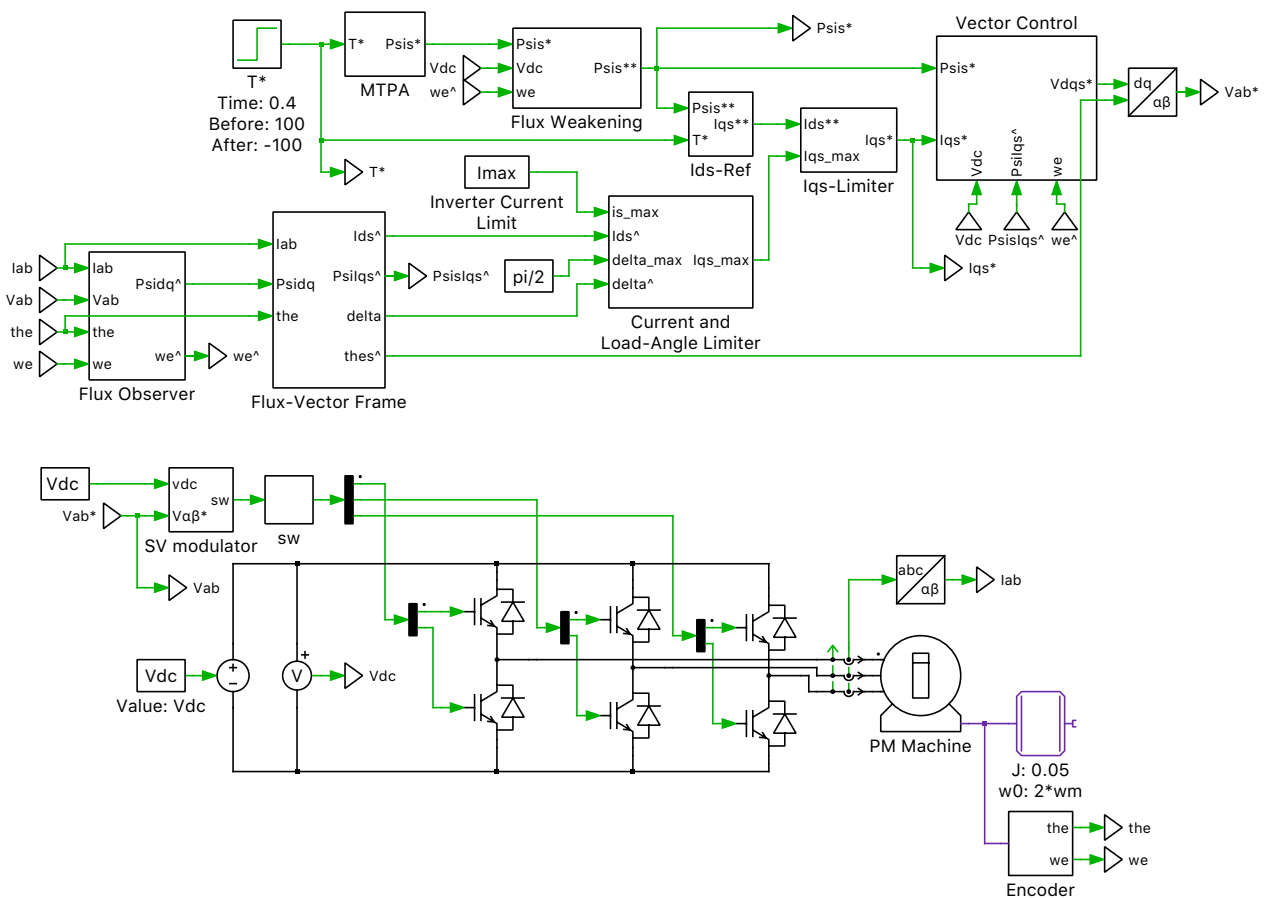 Vector Control
T*
Time: 0.4
Before: 100
After: -100
T*
Psis*
MTPA
Vdc
we^
Psis*
Vdc
we
Psis**
Flux Weakening
Psis*
T*
Psis**
Iqs**
T*
Ids-Ref
Ids**
Iqs_max
Iqs*
Iqs-Limiter
Psis*
Iqs*
Vdqs*
Vdc
PsiIqs^
we
Vdc
PsisIqs^
we^
dq
αβ
Vab*
Iqs*
Imax
Inverter Current
Limit
pi/2
is_max
Ids^
delta_max
delta^
Iqs_max
Current and
Load-Angle Limiter
Iab
Vab
the
we
Iab
Vab
the
we
Psidq^
we^
Flux Observer
we^
Iab
Psidq
the
Ids^
PsiIqs^
delta
thes^
Flux-Vector Frame
PsisIqs^
Vdc
Vab*
vdc
Vαβ*
sw
SV modulator
sw
Vab
Vdc
Value: Vdc
V
Vdc
abc
αβ
Iab
PM Machine
J: 0.05
w0: 2*wm
the
we
Encoder
the
we